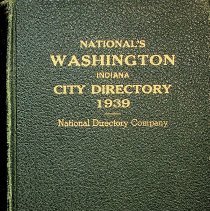 NATIONAL'S
WASHINGTON
INDIANA
CITY DIRECTORY
1939
National Directory Company